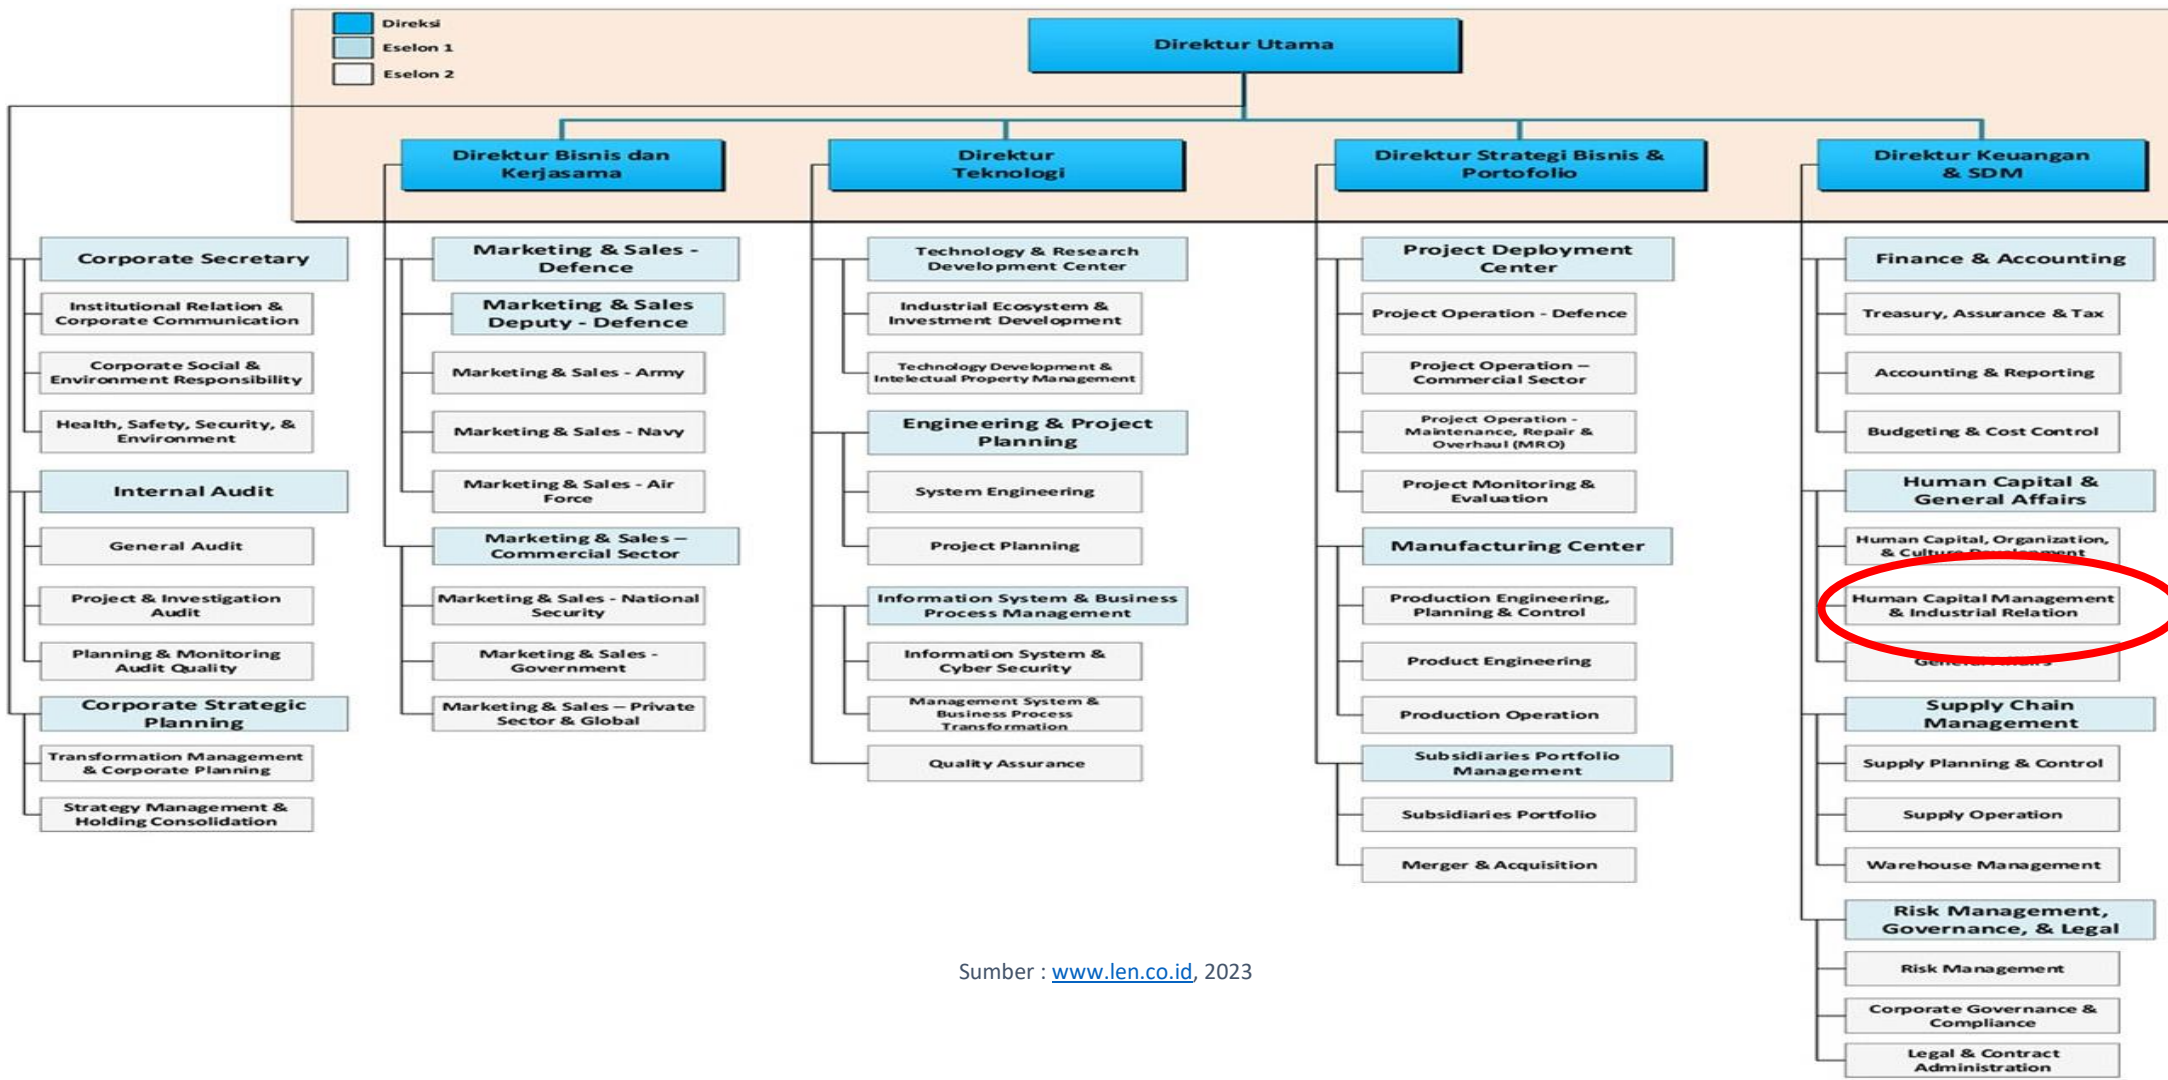 Direksi
Eselon 1
Eselon 2
Direktur Utama
Direktur Bisnis dan
Kerjasama
Direktur
Teknologi
Direktur Strategi Bisnis &
Portofolio
Direktur Keuangan
& SDM
Corporate Secretary
Institutional Relation &
Corporate Communication
Corporate Social &
Environment Responsibility
Health, Safety, Security, &
Environment
Internal Audit
General Audit
Project & Investigation
Audit
Planning & Monitoring
Audit Quality
Corporate Strategic
Planning
Transformation Management
& Corporate Planning
Strategy Management &
Holding Consolidation
Marketing & Sales -
Defence
Marketing & Sales
Deputy - Defence
Marketing & Sales - Army
Marketing & Sales - Navy
Marketing & Sales - Air
Force
Marketing & Sales –
Commercial Sector
Marketing & Sales - National
Security
Marketing & Sales -
Government
Marketing & Sales – Private
Sector & Global
Technology & Research
Development Center
Industrial Ecosystem &
Investment Development
Technology Development &
Intelectual Property Management
Engineering & Project
Planning
System Engineering
Project Planning
Information System & Business
Process Management
Information System &
Cyber Security
Management System &
Business Process
Transformation
Quality Assurance
Project Deployment
Center
Project Operation - Defence
Project Operation –
Commercial Sector
Project Operation -
Maintenance, Repair &
Overhaul (MRO)
Project Monitoring &
Evaluation
Manufacturing Center
Production Engineering,
Planning & Control
Product Engineering
Production Operation
Subsidiaries Portfolio
Management
Subsidiaries Portfolio
Merger & Acquisition
Finance & Accounting
Treasury, Assurance & Tax
Accounting & Reporting
Budgeting & Cost Control
Human Capital &
General Affairs
Human Capital, Organization,
& Culture Development
Human Capital Management
& Industrial Relation
General Affairs
Supply Chain
Management
Supply Planning & Control
Supply Operation
Warehouse Management
Risk Management,
Governance, & Legal
Risk Management
Corporate Governance &
Compliance
Legal & Contract
Administration
Sumber : www.len.co.id, 2023